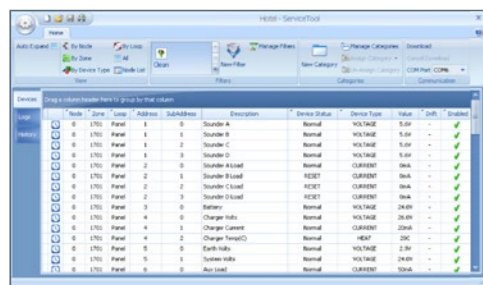 Hotel - ServiceTool
Home
Auto Expand
By Node
By Loop
By Zone
All
By Device Type
Node List
View
Clean
New Filter
Manage Filters
Filters
New Category
Manage Categories
Assign Category
Un-Assign Category
Categories
Download
Cancel Download
COM Port COM6
Communication
Devices
Logs
History
Drag a column header here to group by that column
Node Zone Loop Address SubAddress Description Device Status Device Type Value Drift Enabled
0 1701 Panel 1 0 Sounder A Normal VOLTAGE 5.6V -
0 1701 Panel 1 1 Sounder B Normal VOLTAGE 5.6V -
0 1701 Panel 1 2 Sounder C Normal VOLTAGE 5.6V -
0 1701 Panel 1 3 Sounder D Normal VOLTAGE 5.6V -
0 1701 Panel 2 0 Sounder A Load Normal CURRENT 0mA -
0 1701 Panel 2 1 Sounder B Load RESET CURRENT 0mA -
0 1701 Panel 2 2 Sounder C Load RESET CURRENT 0mA -
0 1701 Panel 2 3 Sounder D Load RESET CURRENT 0mA -
0 1701 Panel 3 0 Battery Normal VOLTAGE 24.6V -
0 1701 Panel 4 0 Charger Volts Normal VOLTAGE 26.6V -
0 1701 Panel 4 1 Charger Current Normal CURRENT 20mA -
0 1701 Panel 4 2 Charger Temp(C) Normal HEAT 28C -
0 1701 Panel 5 0 Earth Volts Normal VOLTAGE 2.9V -
0 1701 Panel 5 1 System Volts Normal VOLTAGE 24.6V -
0 1701 Panel 6 0 Aux Load Normal CURRENT 50mA -